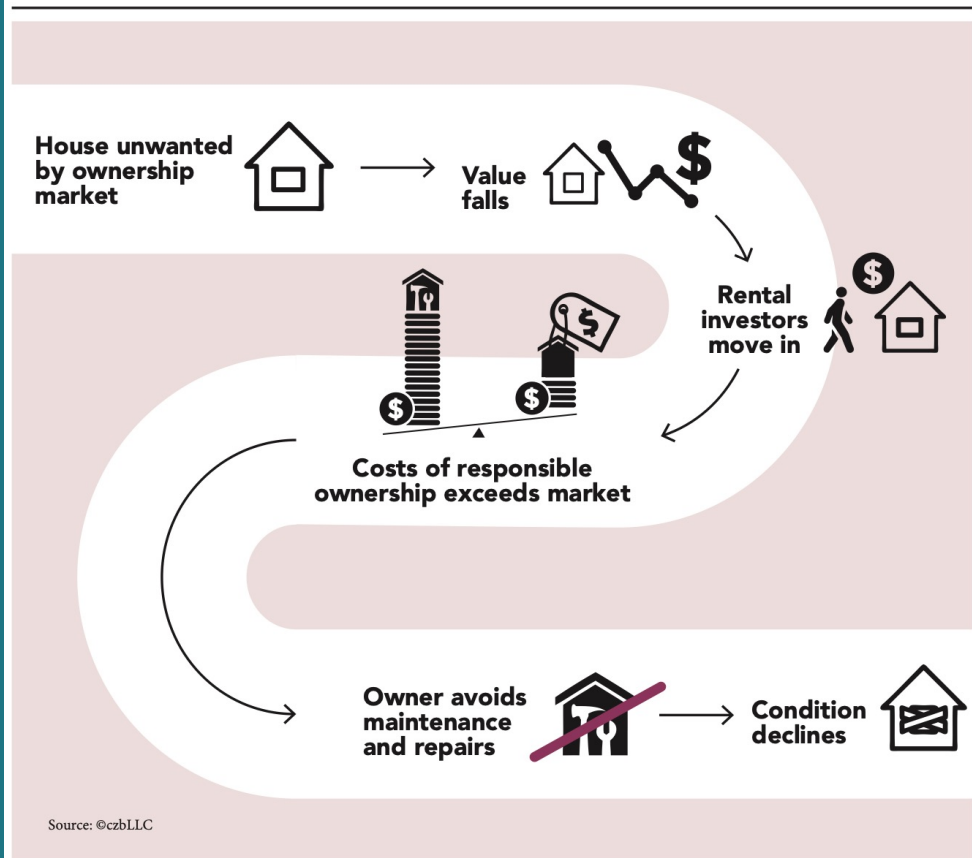 House unwanted
by ownership
market
Value
falls
$
$
Rental
investors
move in
$
$
$
Costs of responsible
ownership exceeds market
Owner avoids
maintenance
and repairs
Condition
declines
Source: ©czbLLC